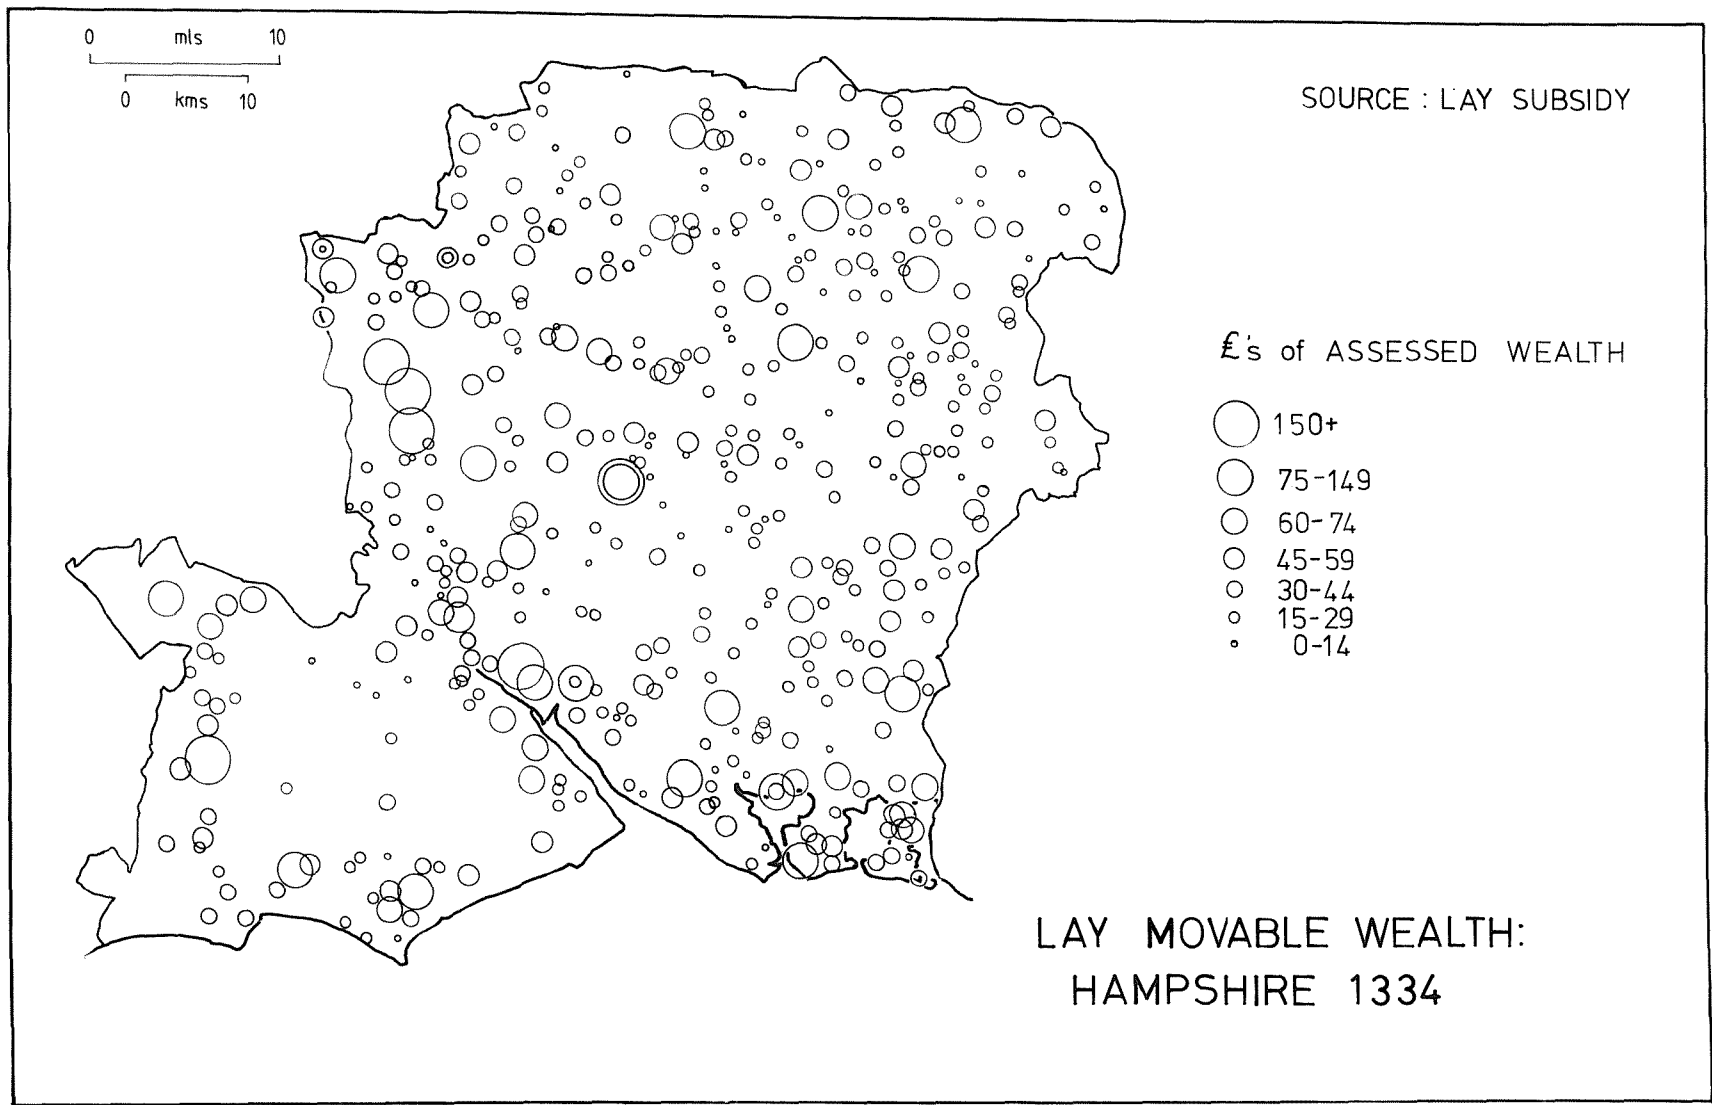 0 mls 10
0 kms 10
SOURCE : LAY SUBSIDY
£'s of ASSESSED WEALTH
150+
75-149
60-74
45-59
30-44
15-29
0-14
LAY MOVABLE WEALTH:
HAMPSHIRE 1334